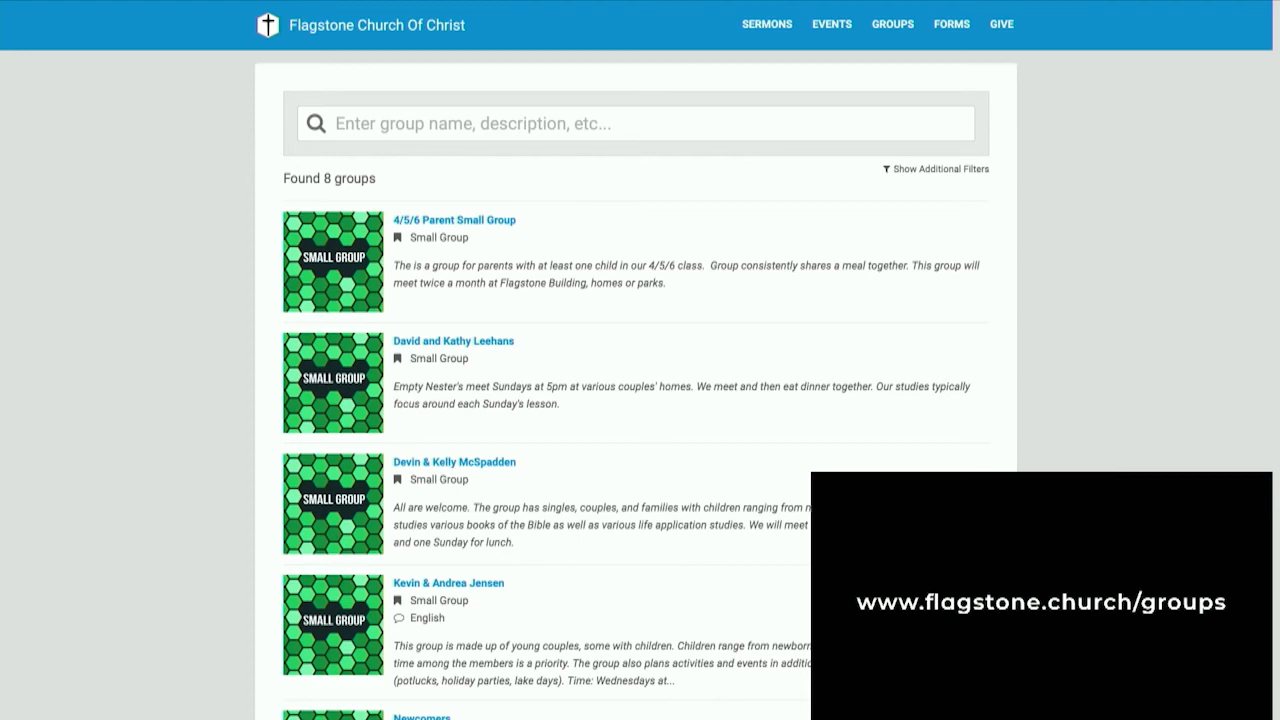 Flagstone Church Of Christ
SERMONS EVENTS GROUPS FORMS GIVE
Enter group name, description, etc...
Show Additional Filters
Found 8 groups
SMALL GROUP
4/5/6 Parent Small Group
Small Group
The is a group for parents with at least one child in our 4/5/6 class. Group consistently shares a meal together. This group will
meet twice a month at Flagstone Building, homes or parks.
SMALL GROUP
David and Kathy Leehans
Small Group
Empty Nester's meet Sundays at 5pm at various couples' homes. We meet and then eat dinner together. Our studies typically
focus around each Sunday's lesson.
SMALL GROUP
Devin & Kelly McSpadden
Small Group
All are welcome. The group has singles, couples, and families with children ranging from
studies various books of the Bible as well as various life application studies. We will meet
and one Sunday for lunch.
SMALL GROUP
Kevin & Andrea Jensen
Small Group
English
This group is made up of young couples, some with children. Children range from newborn
time among the members is a priority. The group also plans activities and events in
(potlucks, holiday parties, lake days). Time: Wednesdays at...
Newcomers
www.flagstone.church/groups